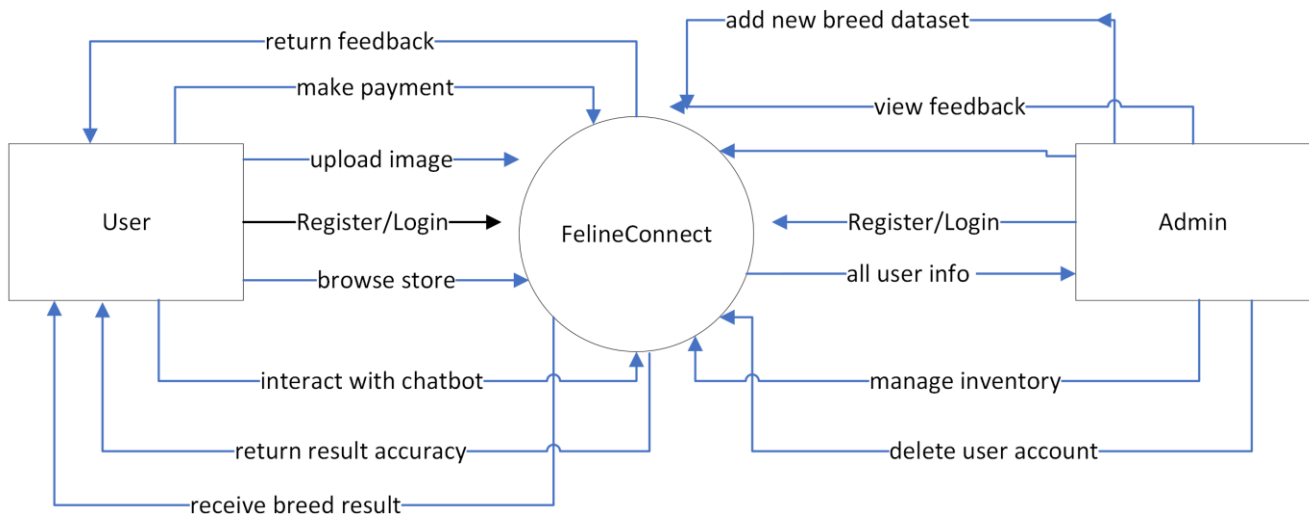 add new breed dataset
return feedback
make payment
view feedback
upload image
User
Register/Login
FelineConnect
Register/Login
Admin
browse store
all user info
interact with chatbot
manage inventory
return result accuracy
delete user account
receive breed result